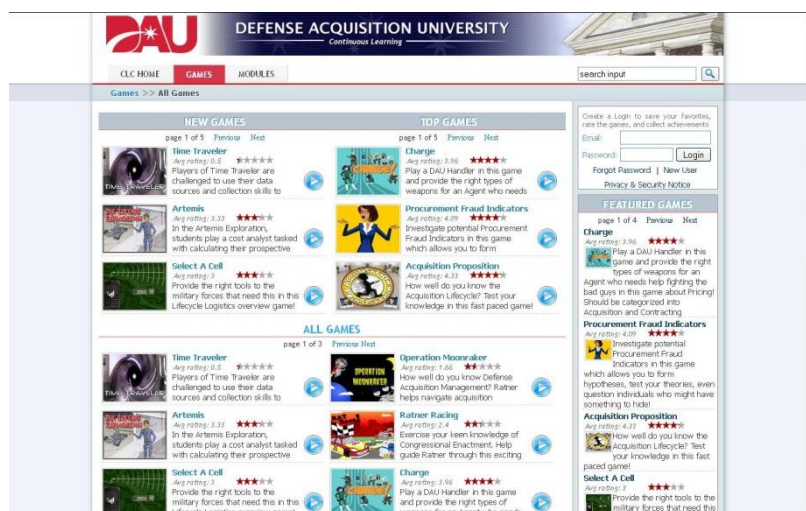 DAU
DEFENSE ACQUISITION UNIVERSITY
Continuous Learning
CLC HOME
GAMES
MODULES
search input
Games >> All Games
NEW GAMES
page 1 of 5 Previous Next
Time Traveler
Avg rating: 0.5
Players of Time Traveler are
challenged to use their data
sources and collection skills to
TIME TRAVELER
Artemis
Avg rating: 3.33
In the Artemis Exploration,
students play a cost analyst tasked
with calculating their prospective
Select A Cell
Avg rating: 3
Provide the right tools to the
military forces that need this in this
Lifecycle Logistics overview game!
TOP GAMES
page 1 of 5 Previous Next
Charge
Avg rating: 3.96
Play a DAU Handler in this game
and provide the right types of
weapons for an Agent who needs
Procurement Fraud Indicators
Avg rating: 4.09
Investigate potential Procurement
Fraud Indicators in this game
which allows you to form
Acquisition Proposition
Avg rating: 4.33
How well do you know the
Acquisition Lifecycle? Test your
knowledge in this fast paced game!
ALL GAMES
page 1 of 3 Previous Next
Time Traveler
Avg rating: 0.5
Players of Time Traveler are
challenged to use their data
sources and collection skills to
TIME TRAVELER
Operation Moonraker
Avg rating: 1.66
How well do you know Defense
Acquisition Management? Ratner
helps navigate acquisition
OPERATION
MOONRAKER
Artemis
Avg rating: 3.33
In the Artemis Exploration,
students play a cost analyst tasked
with calculating their prospective
Ratner Racing
Avg rating: 2.4
Exercise your keen knowledge of
Congressional Enactment. Help
guide Ratner through this exciting
Select A Cell
Avg rating: 3
Provide the right tools to the
military forces that need this in this
Charge
Avg rating: 3.96
Play a DAU Handler in this game
and provide the right types of
Create a Login to save your favorites,
rate the games, and collect achievements
Email:
Password:
Login
Forgot Password | New User
Privacy & Security Notice
FEATURED GAMES
page 1 of 4 Previous Next
Charge
Avg rating: 3.96
Play a DAU Handler in this
game and provide the right
types of weapons for an
Agent who needs help fighting the
bad guys in this game about Pricing!
Should be categorized into
Acquisition and Contracting
Procurement Fraud Indicators
Avg rating: 4.09
Investigate potential
Procurement Fraud
Indicators in this game
which allows you to form
hypotheses, test your theories, even
question individuals who might have
something to hide!
Acquisition Proposition
Avg rating: 4.33
How well do you know the
Acquisition Lifecycle? Test
your knowledge in this fast
paced game!
Select A Cell
Avg rating: 3
Provide the right tools to the
military forces that need this